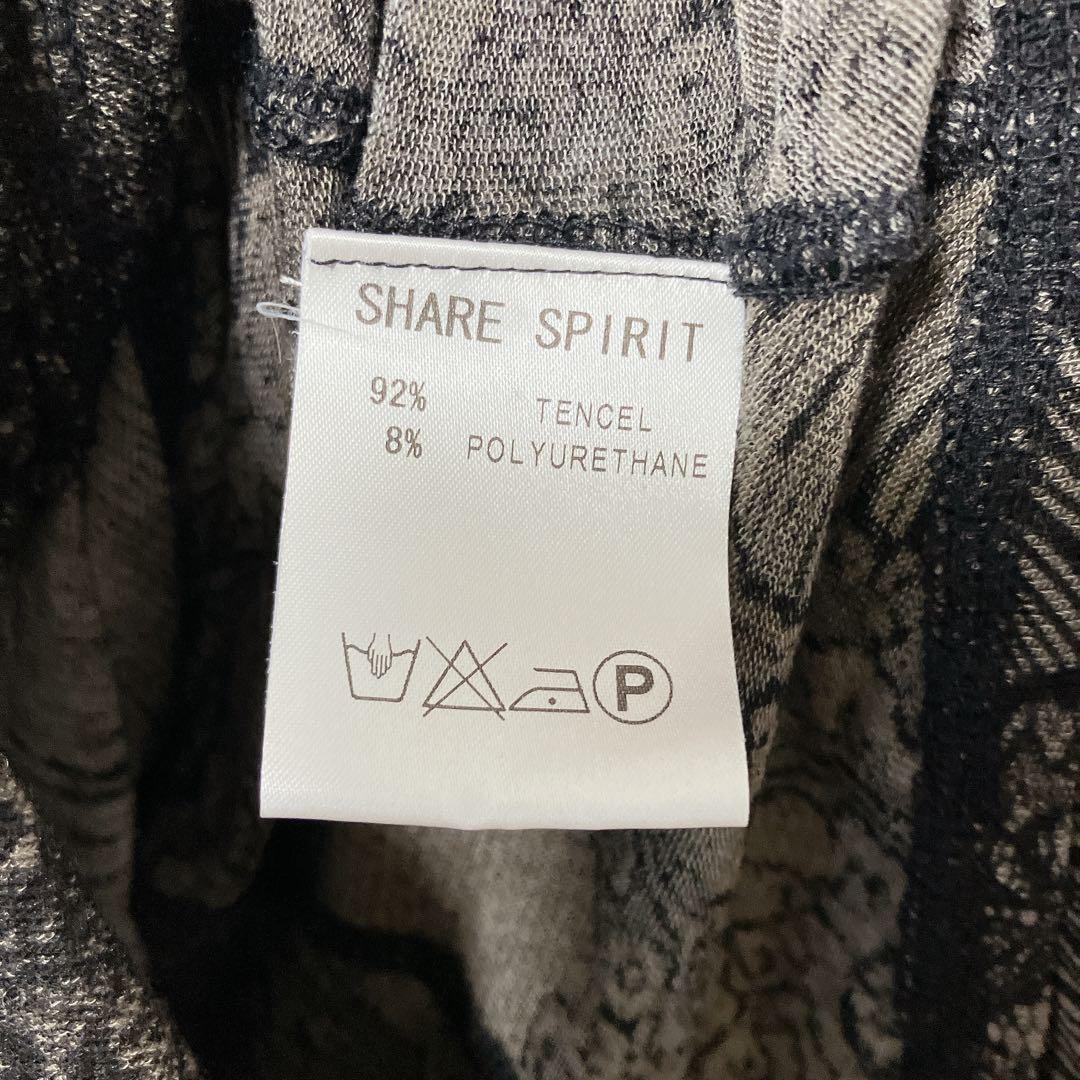 SHARE SPIRIT
92% TENCEL
8% POLYURETHANE
P